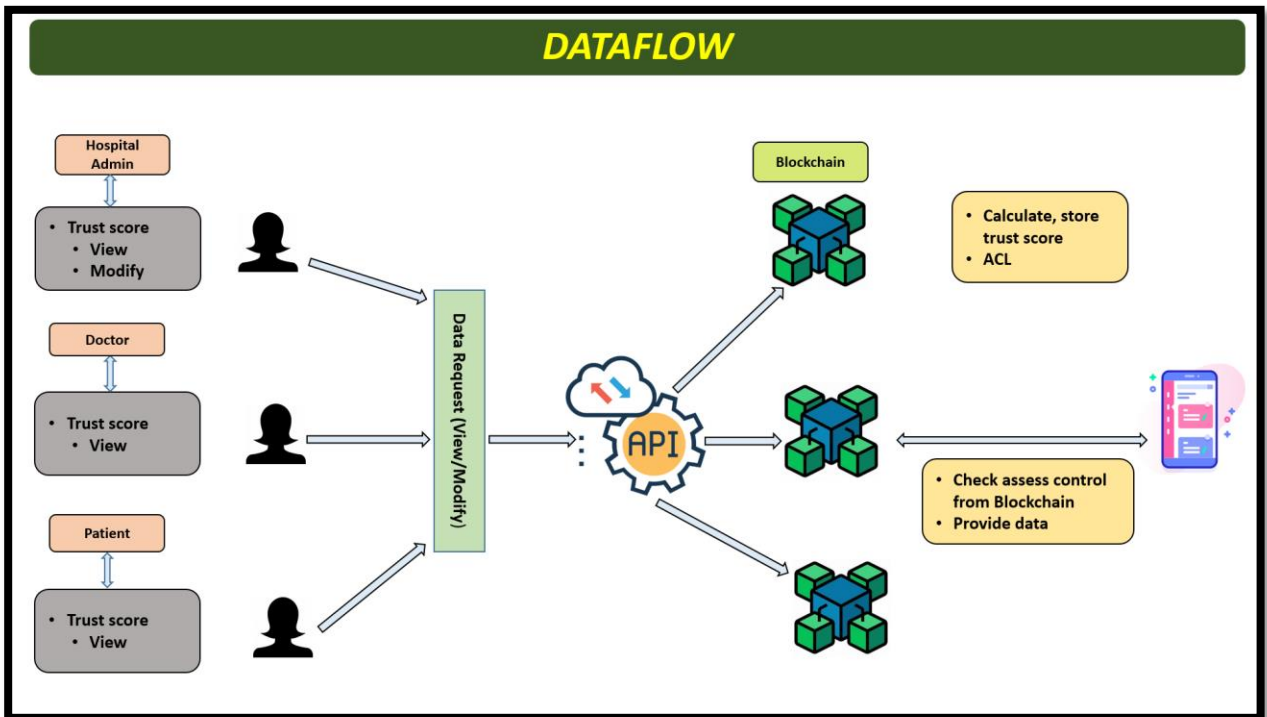 DATAFLOW
Hospital
Admin
• Trust score
• View
• Modify
Doctor
• Trust score
• View
Patient
• Trust score
• View
Data Request (View/Modify)
API
Blockchain
• Calculate, store
trust score
• ACL
• Check assess control
from Blockchain
• Provide data